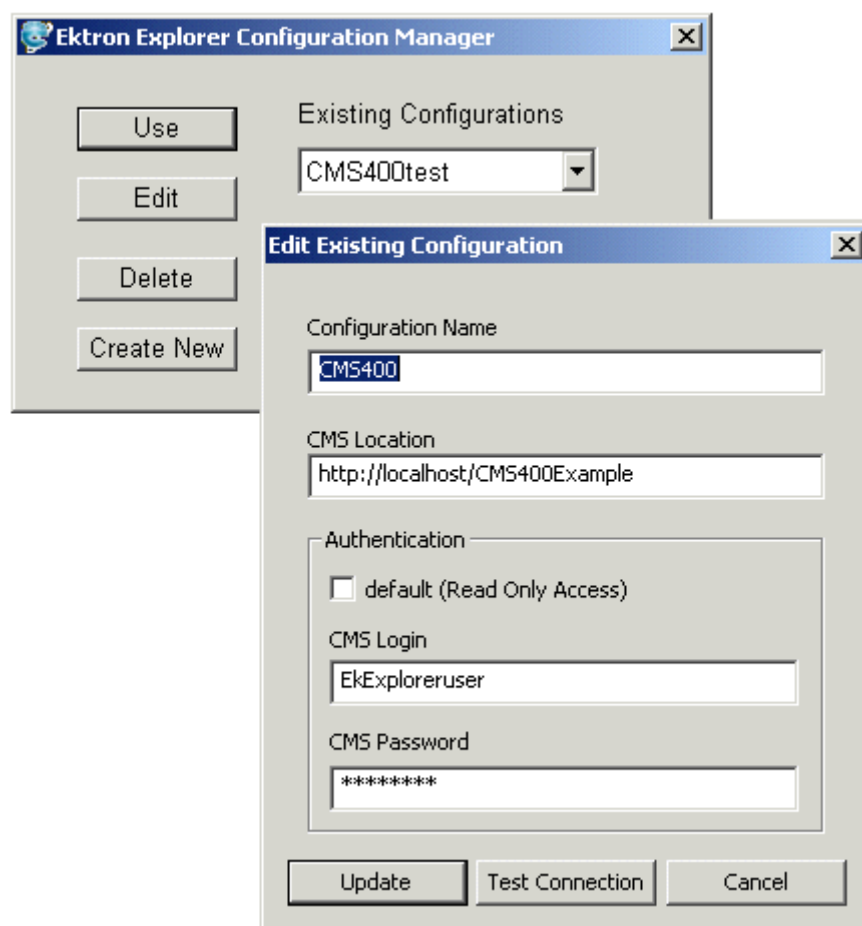 Ektron Explorer Configuration Manager
Use
Existing Configurations
CMS400test
Edit
Delete
Create New
Edit Existing Configuration
Configuration Name
CMS400
CMS Location
http://localhost/CMS400Example
Authentication
default (Read Only Access)
CMS Login
EkExploreruser
CMS Password
********
Update
Test Connection
Cancel